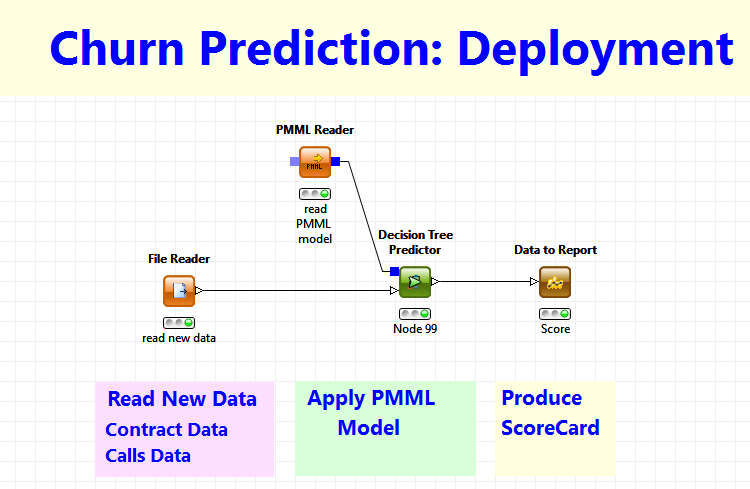 Churn Prediction: Deployment
PMML Reader
PMML
read
PMML
model
Decision Tree
Predictor
Data to Report
File Reader
read new data
Node 99
Score
Read New Data
Contract Data
Calls Data
Apply PMML
Model
Produce
ScoreCard